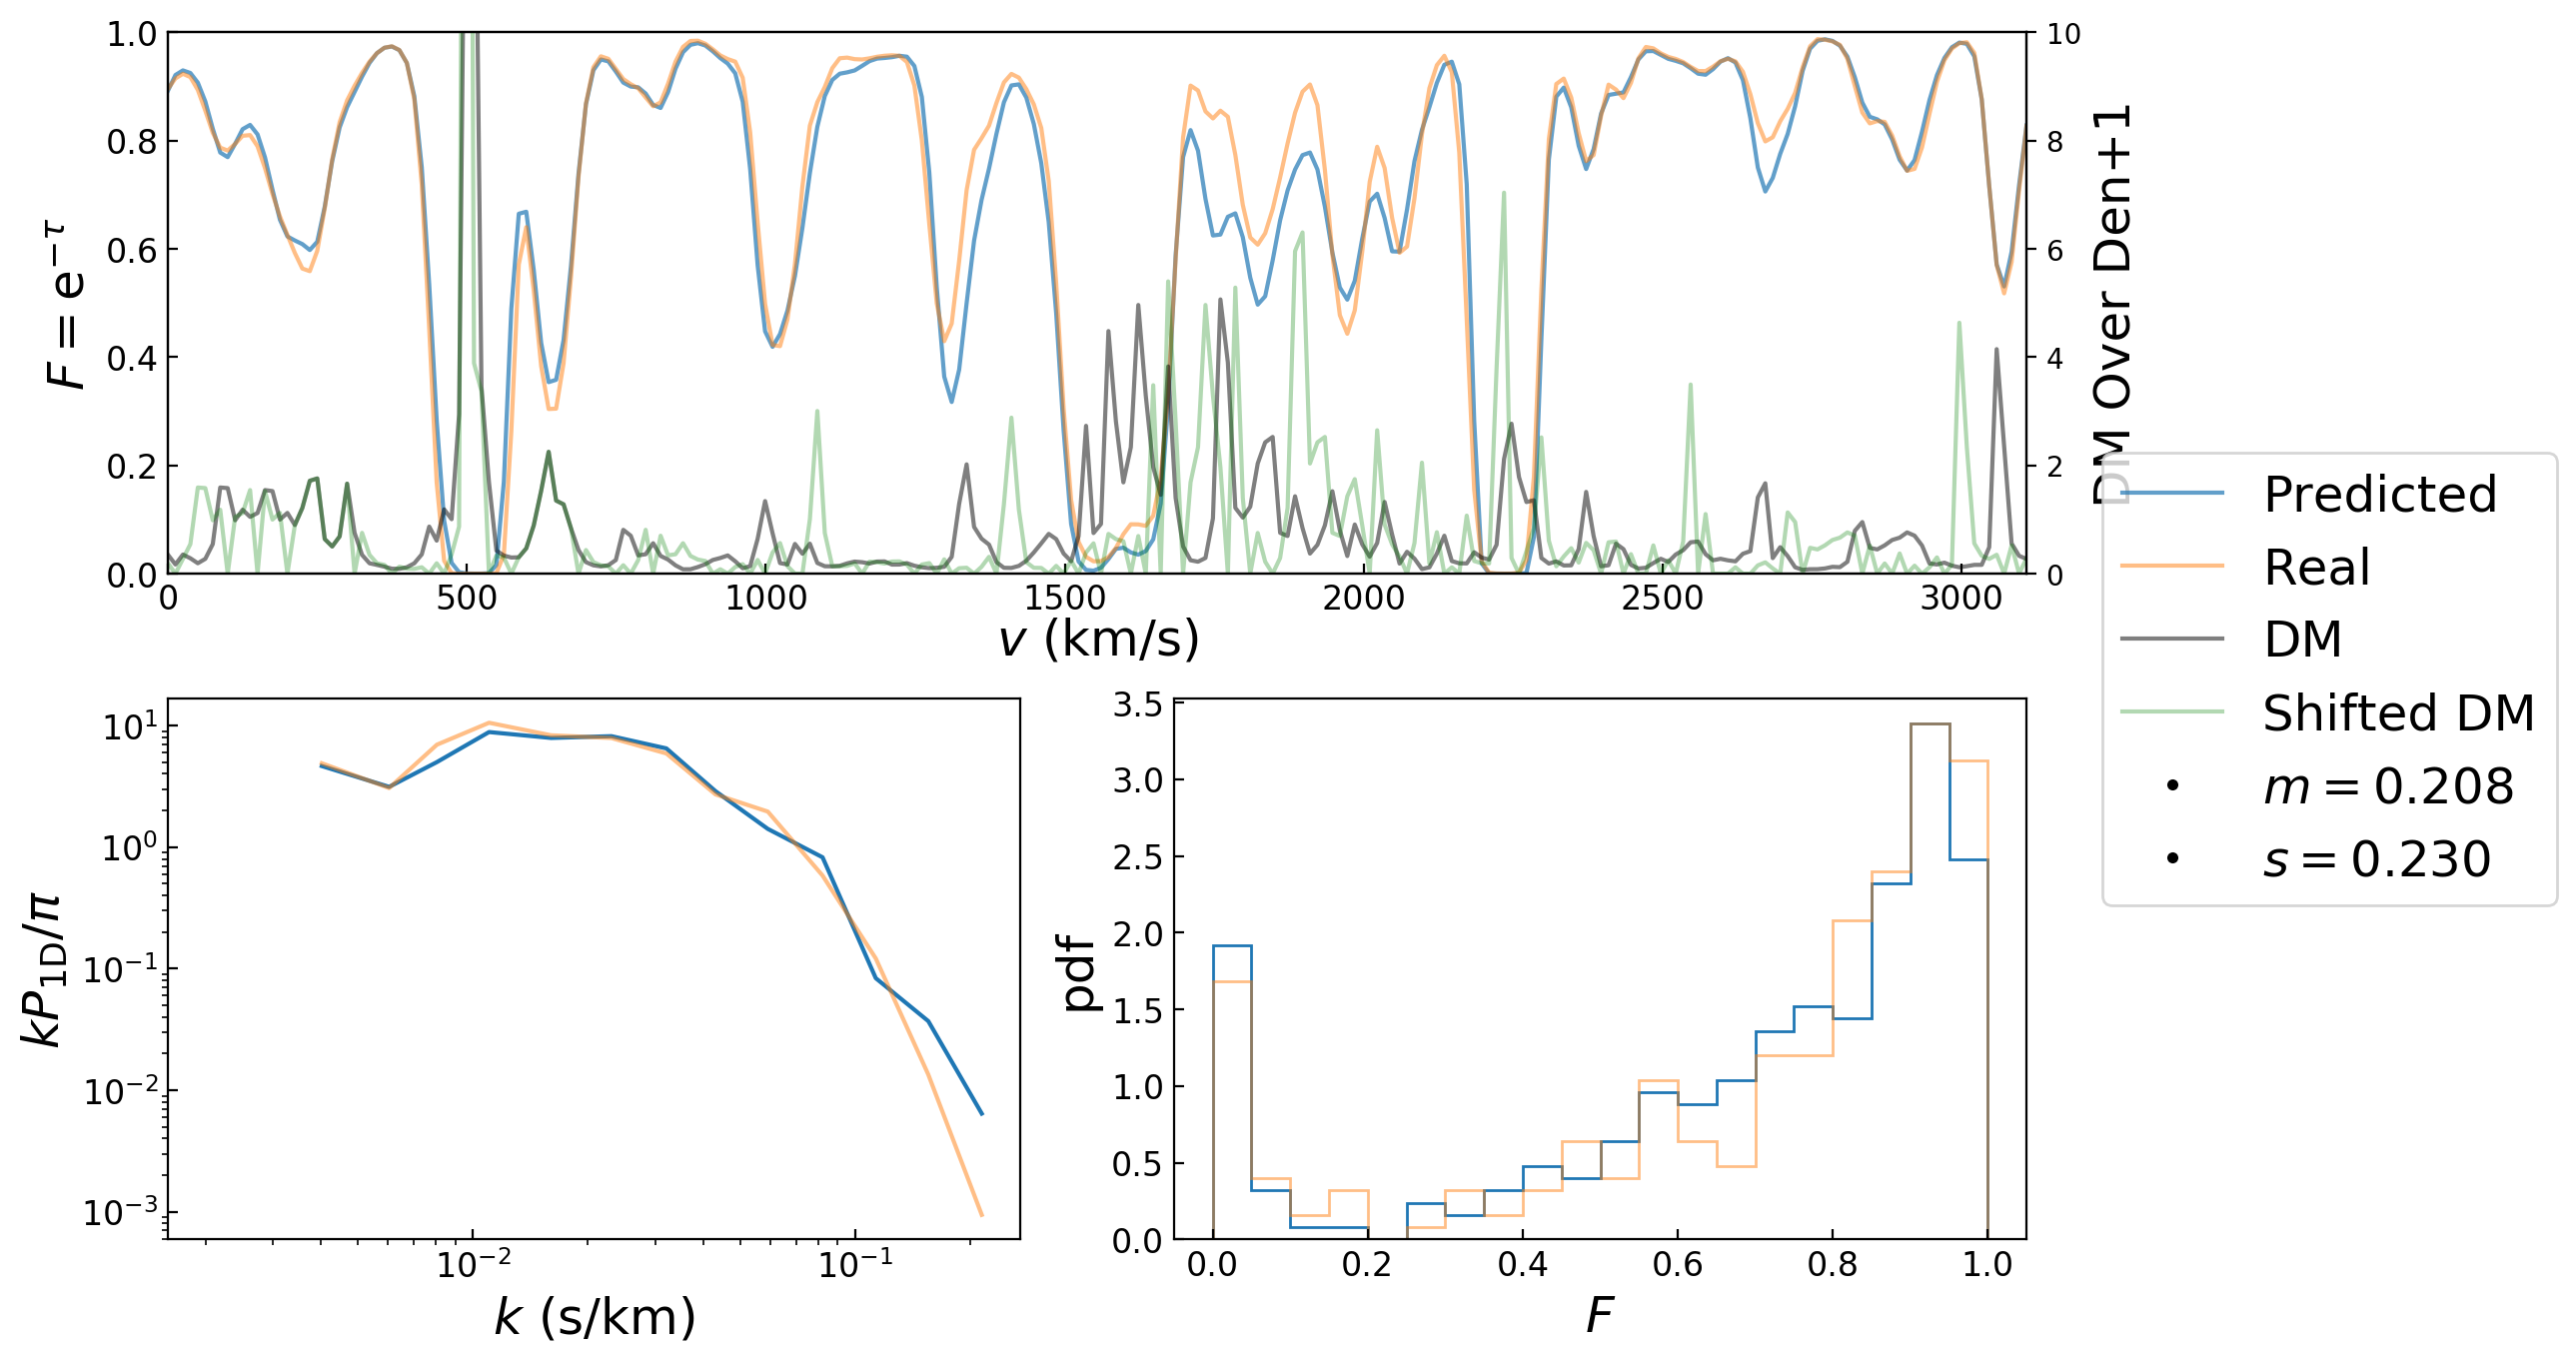 1.0
0.8
0.6
0.4
0.2
0.0
F = e^{−τ}
10
8
6
4
2
0
DM Over Den+1
0 500 1000 1500 2000 2500 3000
v (km/s)
Predicted
Real
DM
Shifted DM
m = 0.208
s = 0.230
10^1
10^0
10^{−1}
10^{−2}
10^{−3}
kP_{1D}/π
10^{−2} 10^{−1}
k (s/km)
3.5
3.0
2.5
2.0
1.5
1.0
0.5
0.0
pdf
0.0 0.2 0.4 0.6 0.8 1.0
F